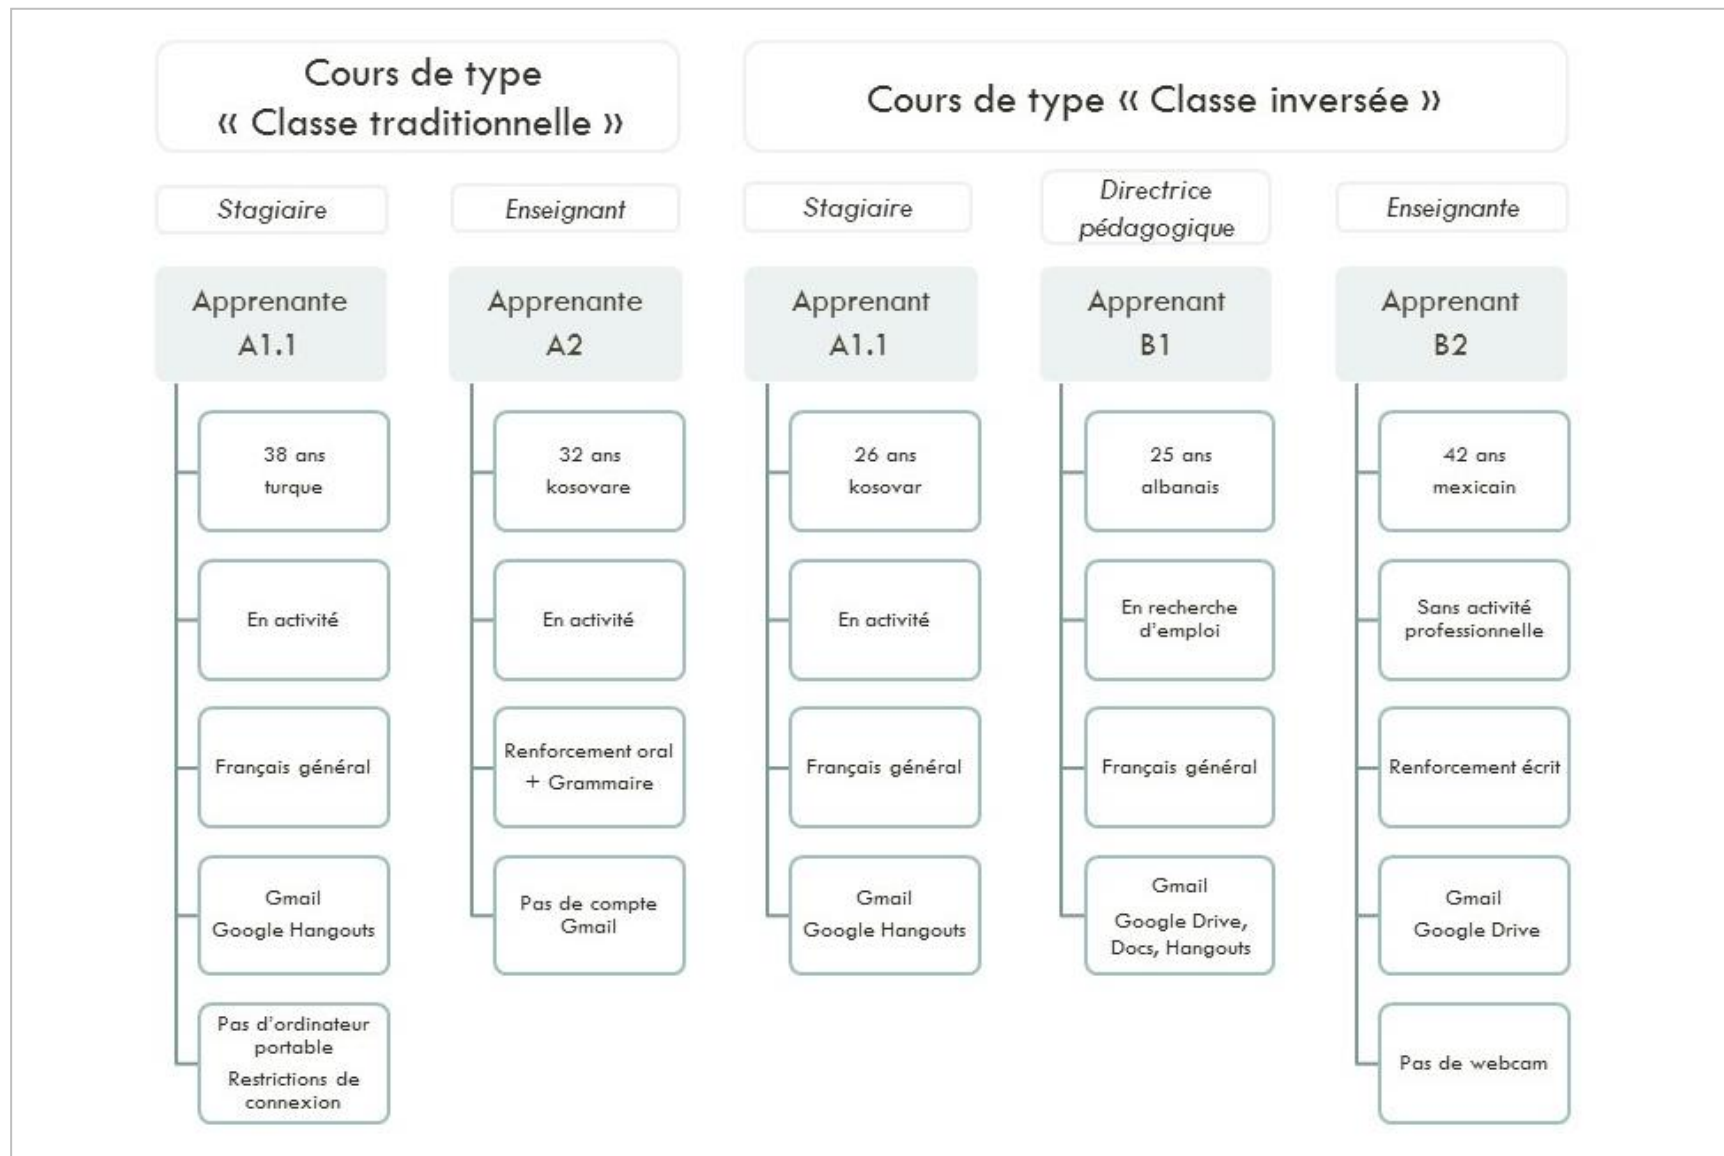 Cours de type
« Classe traditionnelle »
Cours de type « Classe inversée »
Stagiaire
Enseignant
Stagiaire
Directrice
pédagogique
Enseignante
Apprenante
A1.1
Apprenante
A2
Apprenant
A1.1
Apprenant
B1
Apprenant
B2
38 ans
turque
32 ans
kosovare
26 ans
kosovar
25 ans
albanais
42 ans
mexicain
En activité
En activité
En activité
En recherche
d'emploi
Sans activité
professionnelle
Français général
Renforcement oral
+ Grammaire
Français général
Français général
Renforcement écrit
Gmail
Google Hangouts
Pas de compte
Gmail
Gmail
Google Hangouts
Gmail
Google Drive,
Docs, Hangouts
Gmail
Google Drive
Pas d'ordinateur
portable
Restrictions de
connexion
Pas de webcam